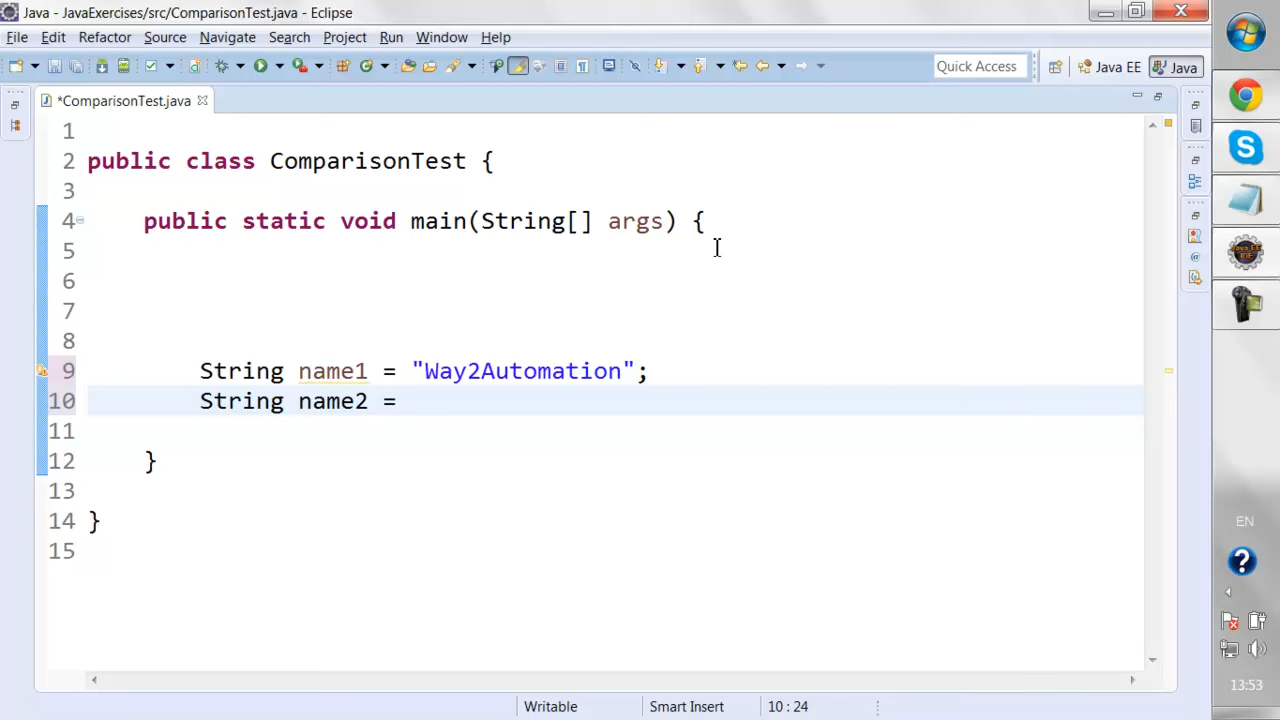 Java - JavaExercises/src/ComparisonTest.java - Eclipse
File Edit Refactor Source Navigate Search Project Run Window Help
Quick Access
Java EE
Java
*ComparisonTest.java
1
2 public class ComparisonTest {
3
4 public static void main(String[] args) {
5
6
7
8
9 String name1 = "Way2Automation";
10 String name2 =
11
12 }
13
14 }
15
Writable
Smart Insert
10 : 24
EN
13:53